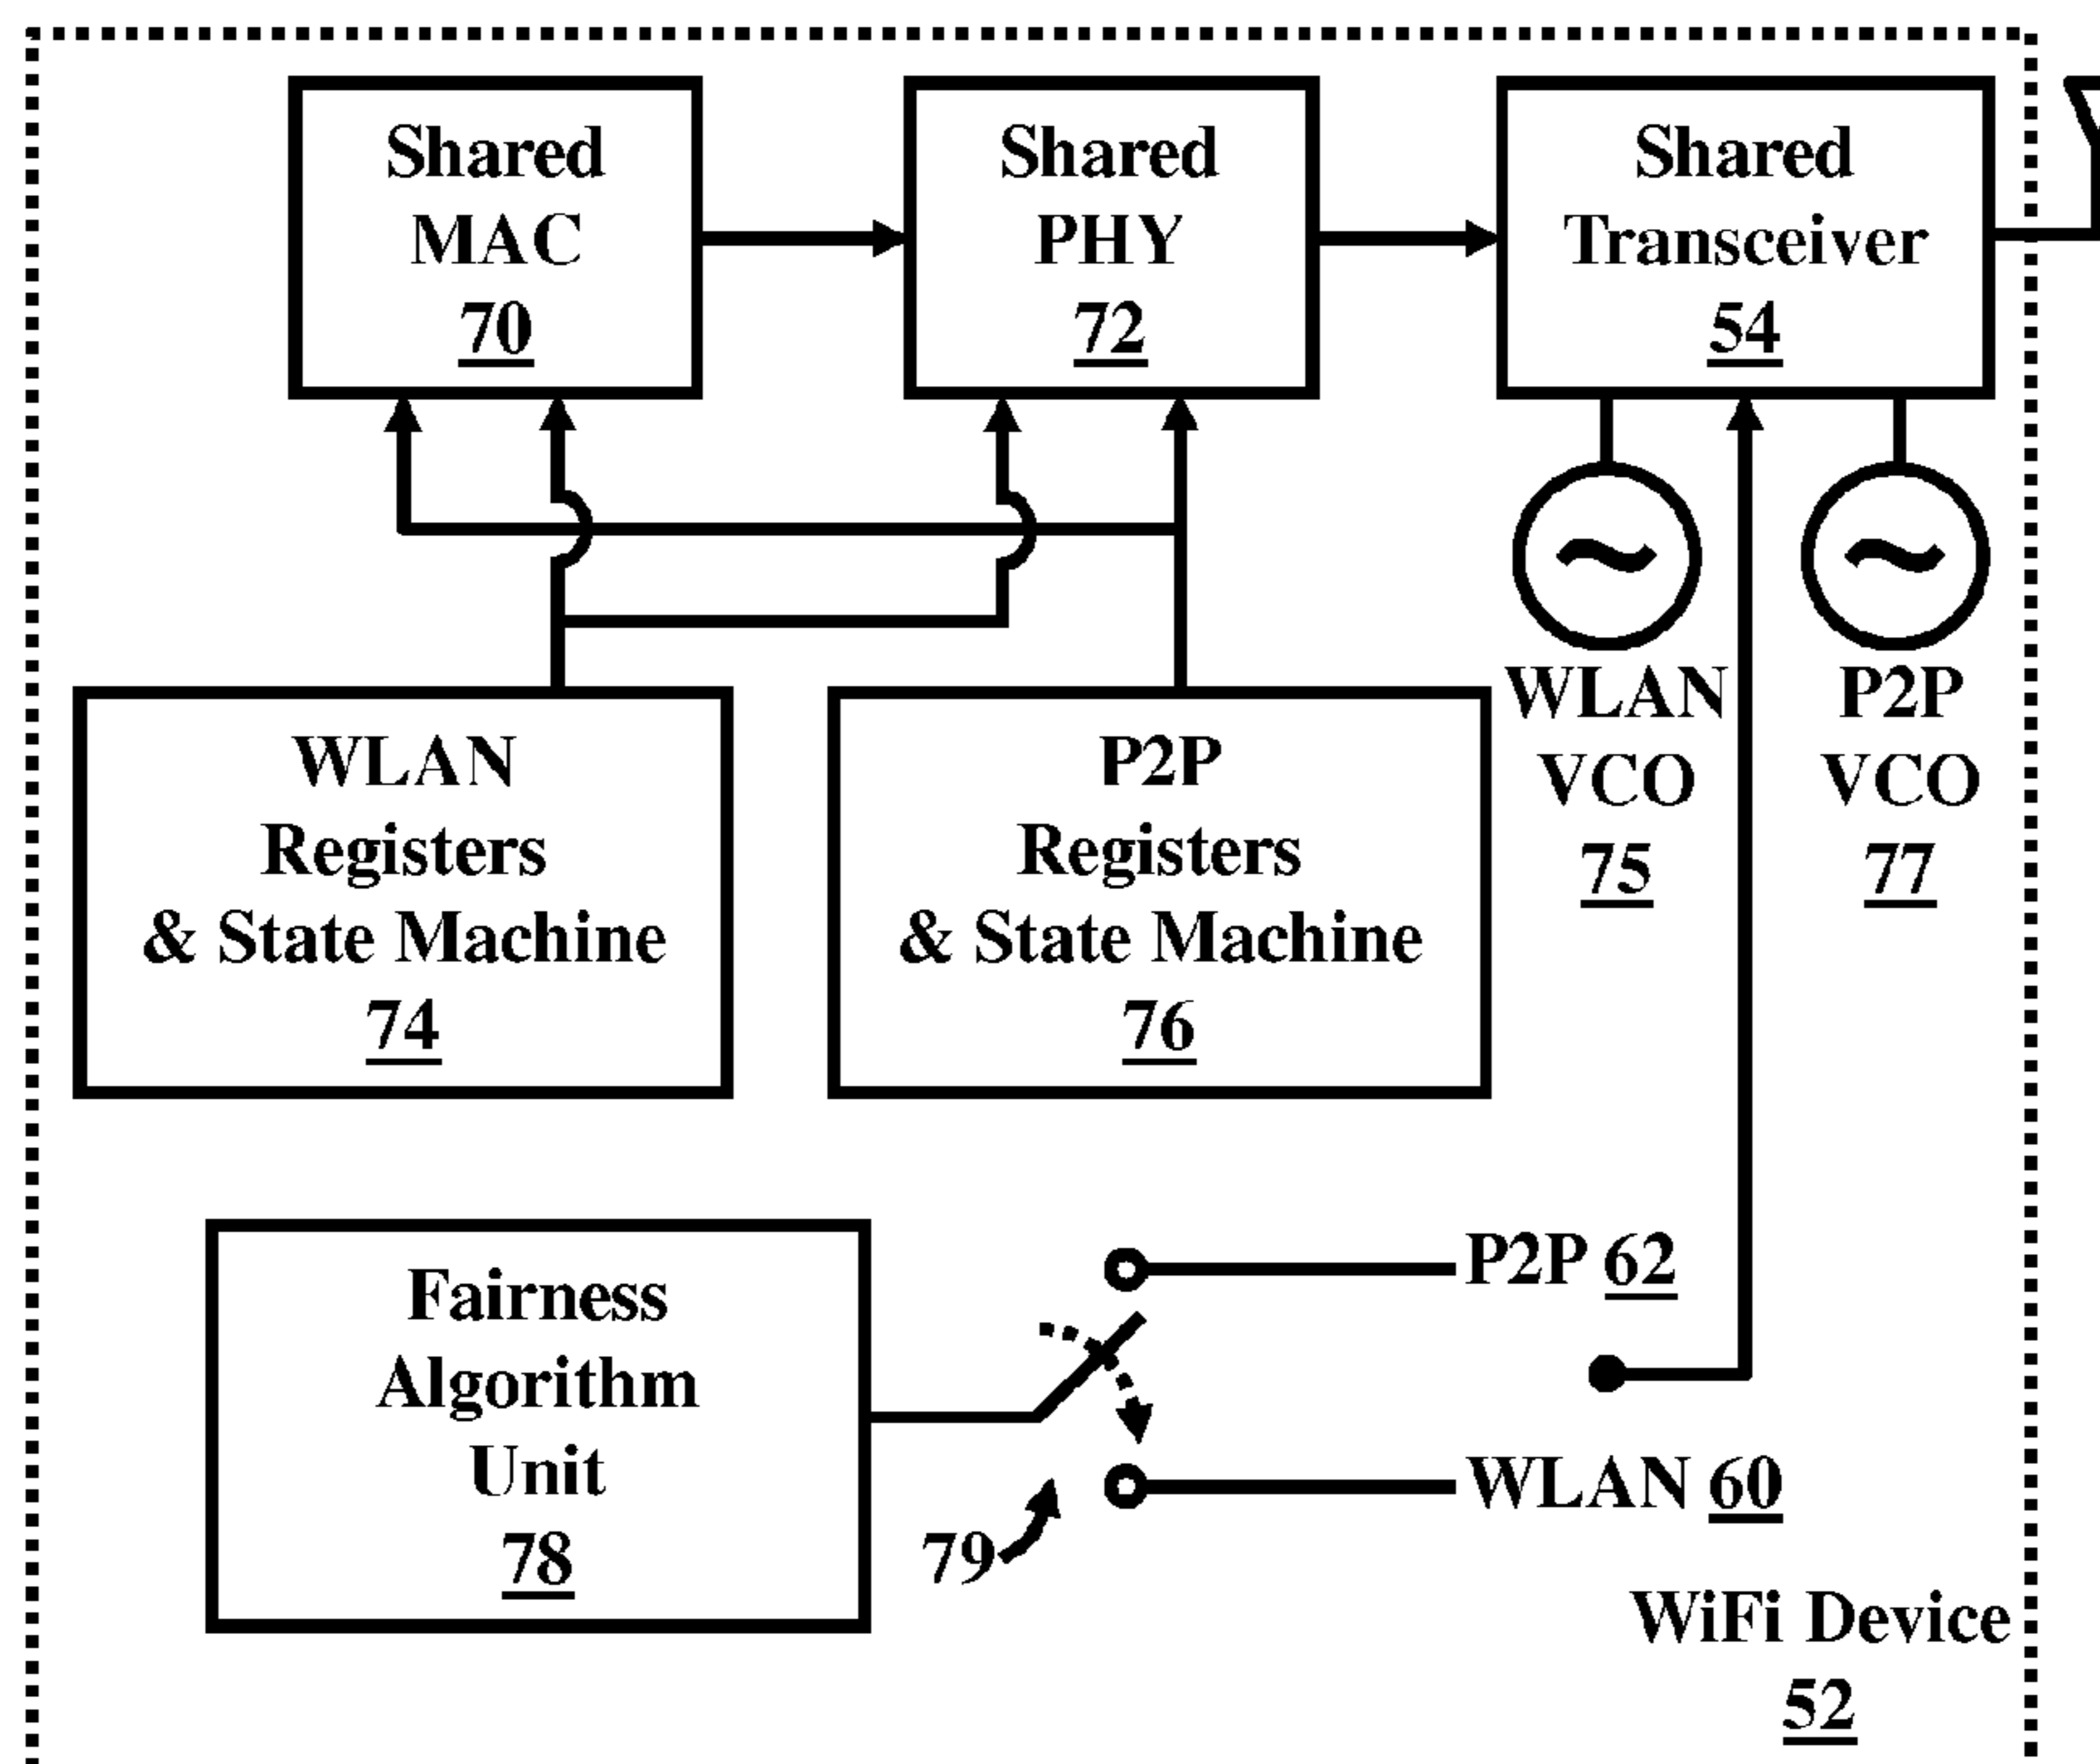 Shared
MAC
70
Shared
PHY
72
Shared
Transceiver
54
WLAN
VCO
75
P2P
VCO
77
WLAN
Registers
& State Machine
74
P2P
Registers
& State Machine
76
Fairness
Algorithm
Unit
78
79
P2P 62
WLAN 60
WiFi Device
52